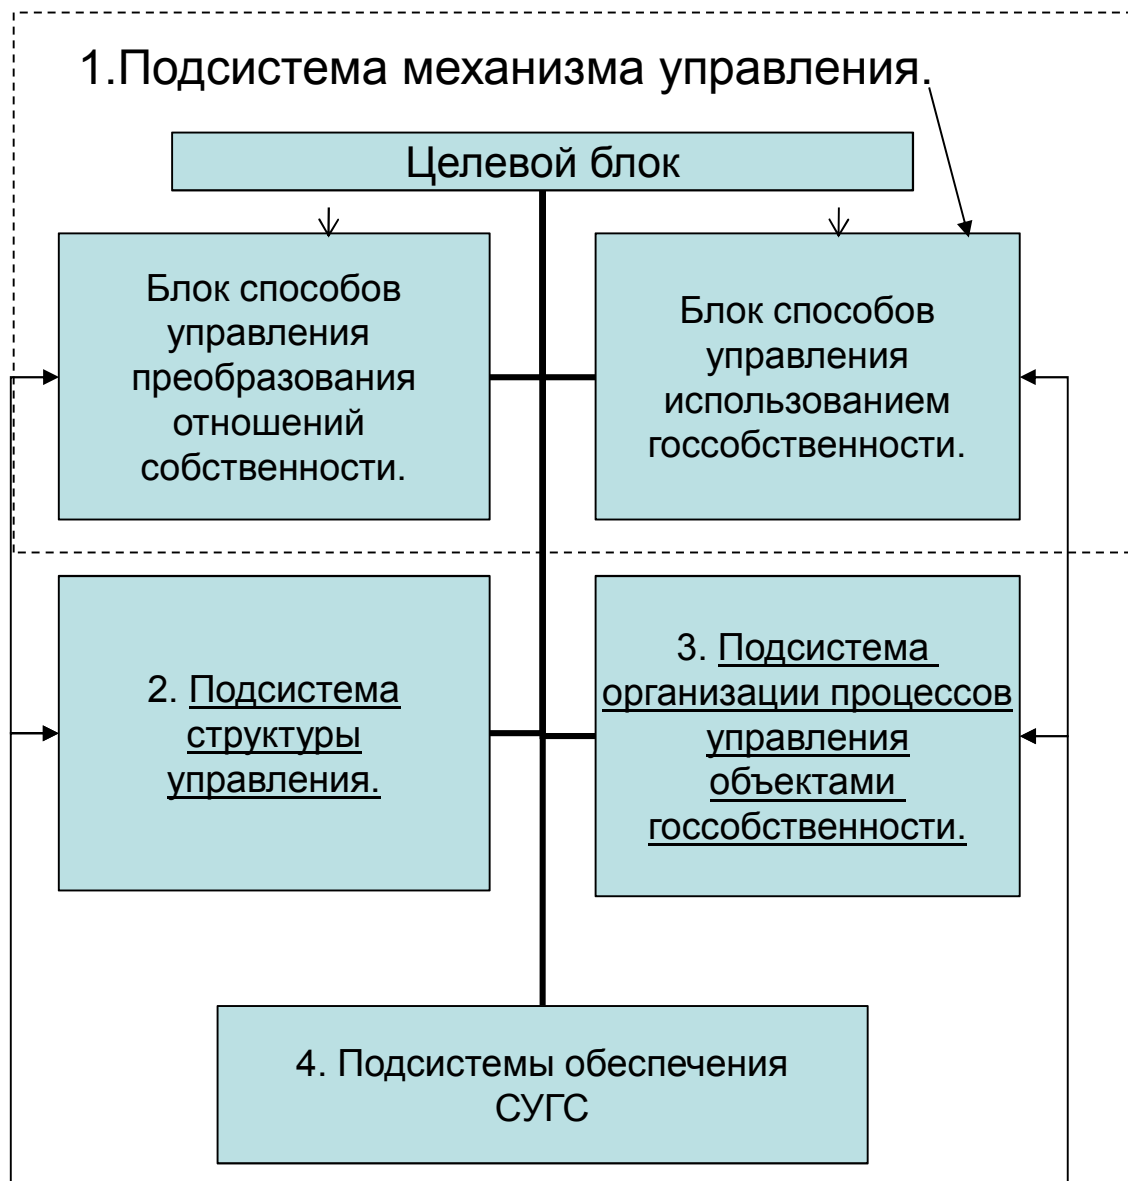 1.Подсистема механизма управления.
Целевой блок
Блок способов
управления
преобразования
отношений
собственности.
Блок способов
управления
использованием
госсобственности.
2. Подсистема
структуры
управления.
3. Подсистема
организации процессов
управления
объектами
госсобственности.
4. Подсистемы обеспечения
СУГС